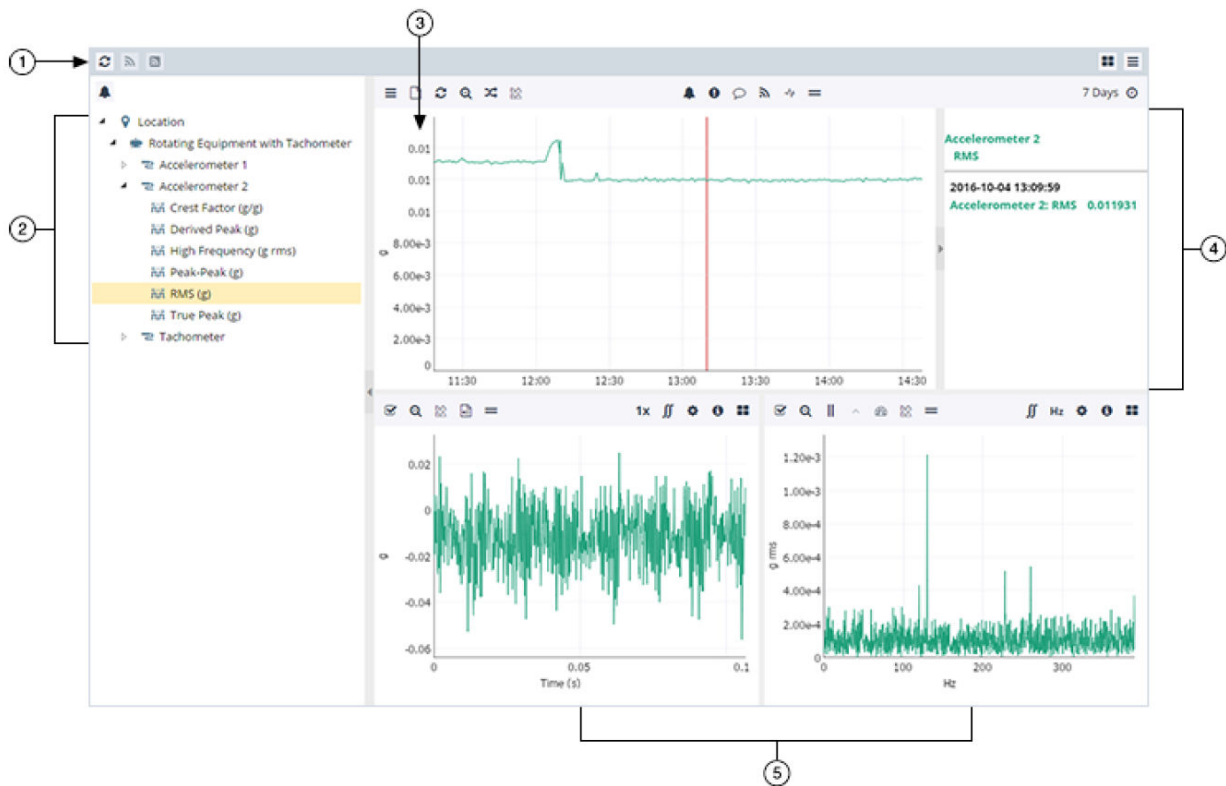 3
1
7 Days
2
Location
Rotating Equipment with Tachometer
Accelerometer 1
Accelerometer 2
Crest Factor (g/g)
Derived Peak (g)
High Frequency (g rms)
Peak-Peak (g)
RMS (g)
True Peak (g)
Tachometer
0.01
0.01
0.01
8.00e-3
6.00e-3
4.00e-3
2.00e-3
0
g
11:30 12:00 12:30 13:00 13:30 14:00 14:30
Accelerometer 2
RMS
2016-10-04 13:09:59
Accelerometer 2: RMS 0.011931
4
1x
0.02
0
-0.02
-0.04
-0.06
g
0 0.05 0.1
Time (s)
Hz
1.20e-3
1.00e-3
8.00e-4
6.00e-4
4.00e-4
2.00e-4
0
g rms
0 100 200 300
Hz
5